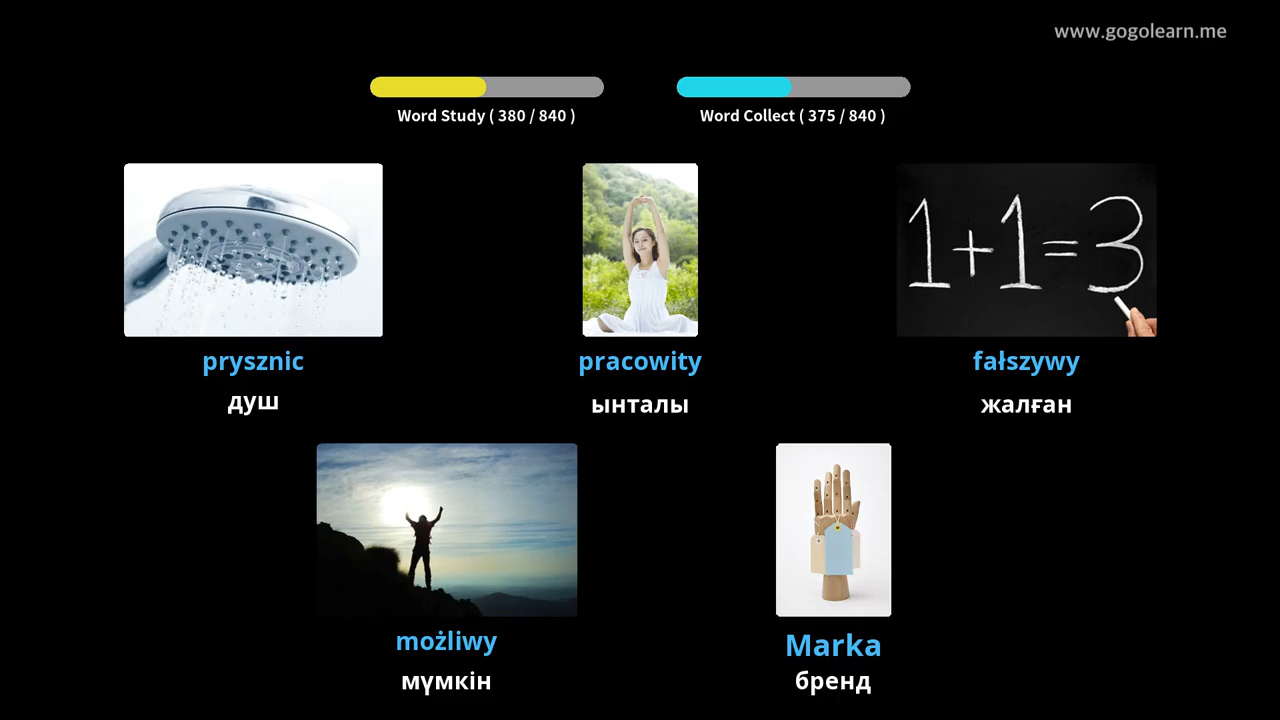 www.gogolearn.me
Word Study ( 380 / 840 )
Word Collect ( 375 / 840 )
1+1=3
prysznic
pracowity
fałszywy
душ
ынталы
жалған
możliwy
Marka
мүмкін
бренд